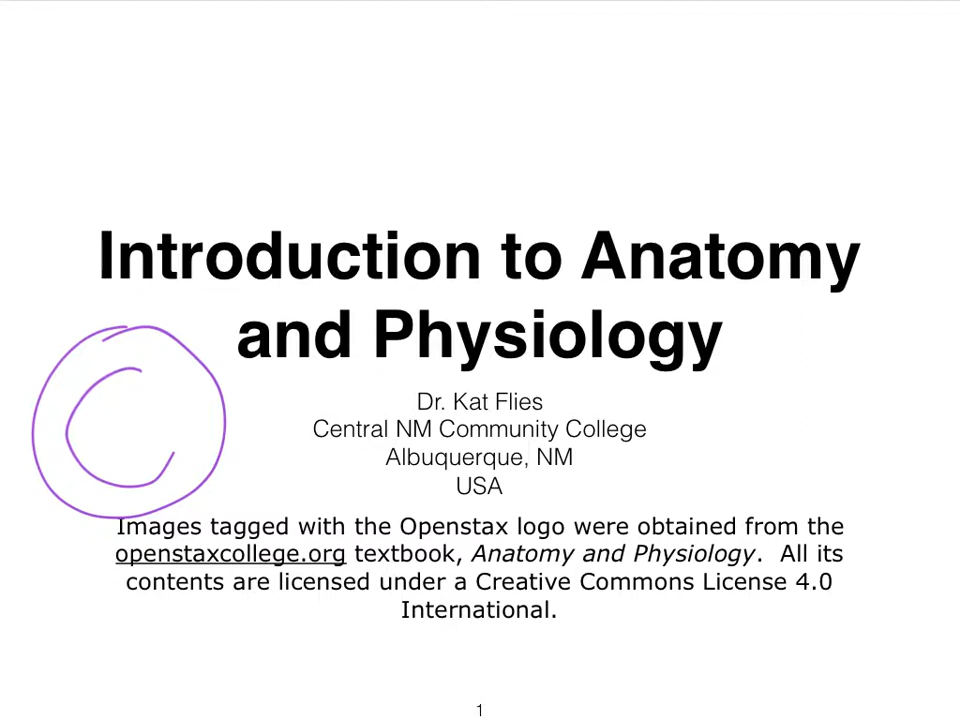 Introduction to Anatomy
and Physiology
Dr. Kat Flies
Central NM Community College
Albuquerque, NM
USA
©
Images tagged with the Openstax logo were obtained from the
openstaxcollege.org textbook, Anatomy and Physiology. All its
contents are licensed under a Creative Commons License 4.0
International.
1